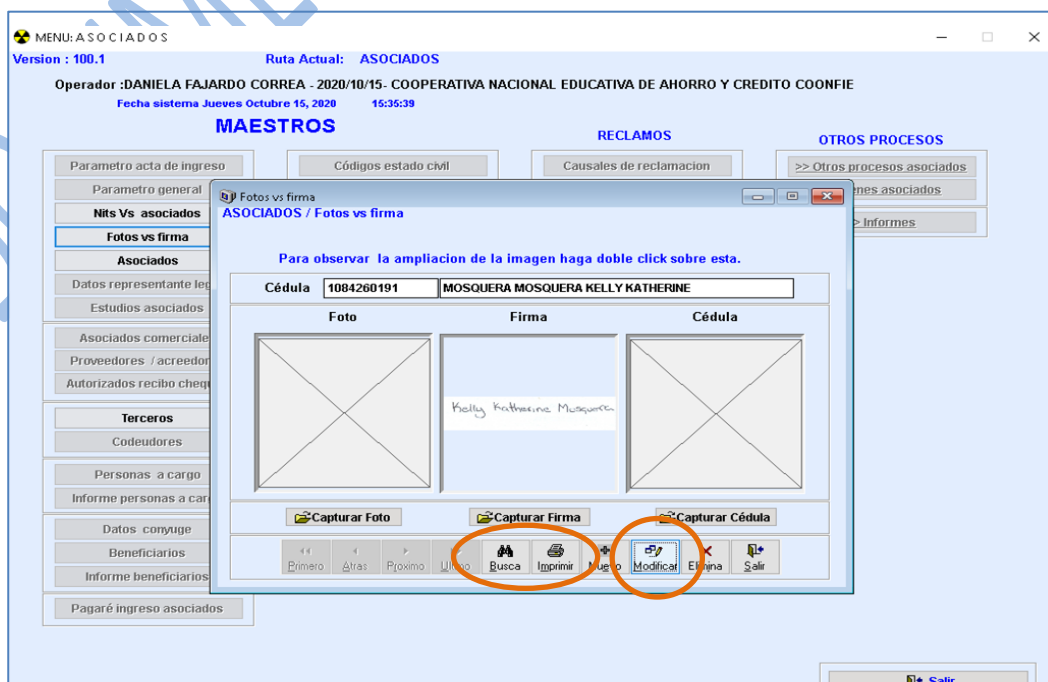 MENU: A S O C I A D O S
Version : 100.1 Ruta Actual: ASOCIADOS
Operador :DANIELA FAJARDO CORREA - 2020/10/15- COOPERATIVA NACIONAL EDUCATIVA DE AHORRO Y CREDITO COONFIE
Fecha sistema Jueves Octubre 15, 2020 15:35:39
MAESTROS
RECLAMOS
OTROS PROCESOS
Parametro acta de ingreso
Códigos estado civil
Causales de reclamacion
>> Otros procesos asociados
Parametro general
asociados
Nits Vs asociados
> Informes
Fotos vs firma
Asociados
Datos representante
Estudios asociados
Asociados
Proveedores /
Autorizados recibo
Terceros
Codeudores
Personas a cargo
Informe personas a
Datos conyuge
Beneficiarios
Informe beneficiarios
Pagaré ingreso asociados
Fotos vs firma
ASOCIADOS / Fotos vs firma
Para observar la ampliacion de la imagen haga doble click sobre esta.
Cédula 1084260191 MOSQUERA MOSQUERA KELLY KATHERINE
Foto Firma Cédula
Kelly Katherine Mosquera
Capturar Foto Capturar Firma Capturar Cédula
Primero Atras Proximo Ultimo Busca Imprimir Nuevo Modificar Elimina Salir
Salir